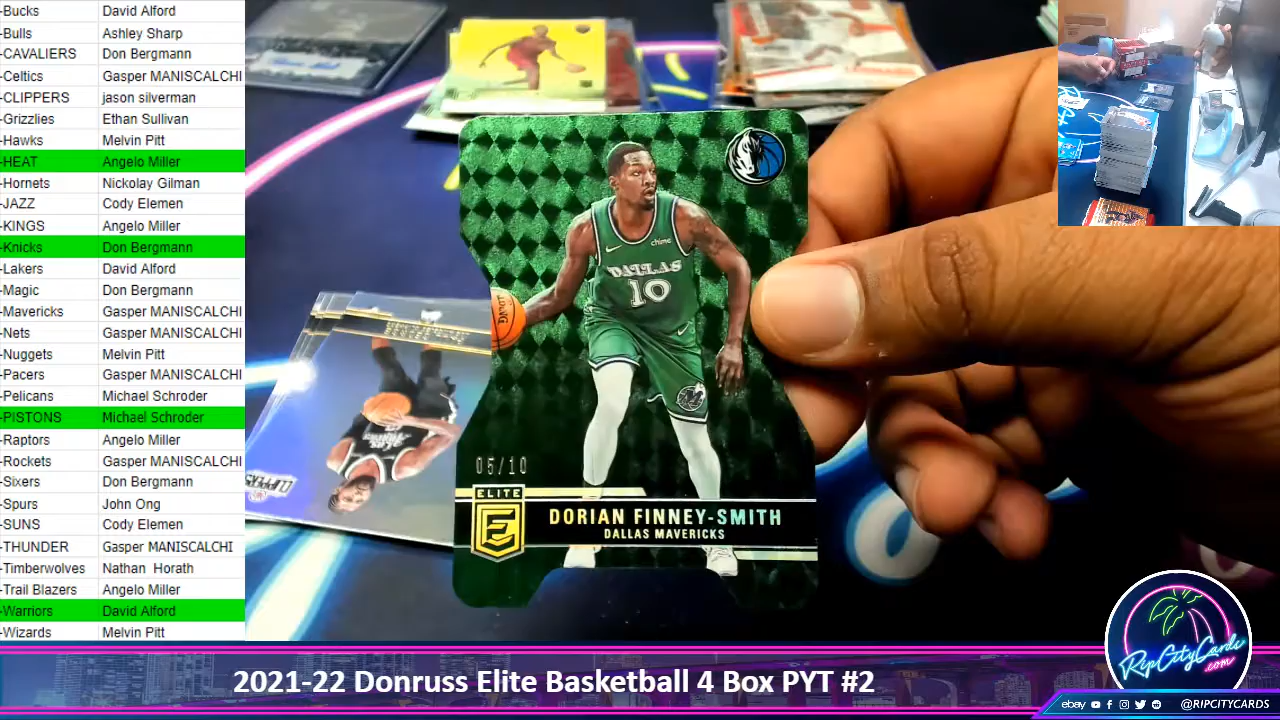 -Bucks David Alford
-Bulls Ashley Sharp
-CAVALIERS Don Bergmann
-Celtics Gasper MANISCALCHI
-CLIPPERS jason silverman
-Grizzlies Ethan Sullivan
-Hawks Melvin Pitt
-HEAT Angelo Miller
-Hornets Nickolay Gilman
-JAZZ Cody Elemen
-KINGS Angelo Miller
-Knicks Don Bergmann
-Lakers David Alford
-Magic Don Bergmann
-Mavericks Gasper MANISCALCHI
-Nets Gasper MANISCALCHI
-Nuggets Melvin Pitt
-Pacers Gasper MANISCALCHI
-Pelicans Michael Schroder
-PISTONS Michael Schroder
-Raptors Angelo Miller
-Rockets Gasper MANISCALCHI
-Sixers Don Bergmann
-Spurs John Ong
-SUNS Cody Elemen
-THUNDER Gasper MANISCALCHI
-Timberwolves Nathan Horath
-Trail Blazers Angelo Miller
-Warriors David Alford
-Wizards Melvin Pitt
chime
DALLAS
10
05/10
ELITE
E
DORIAN FINNEY-SMITH
DALLAS MAVERICKS
2021-22 Donruss Elite Basketball 4 Box PYT #2
RipCityCards
.com
ebay @RIPCITYCARDS